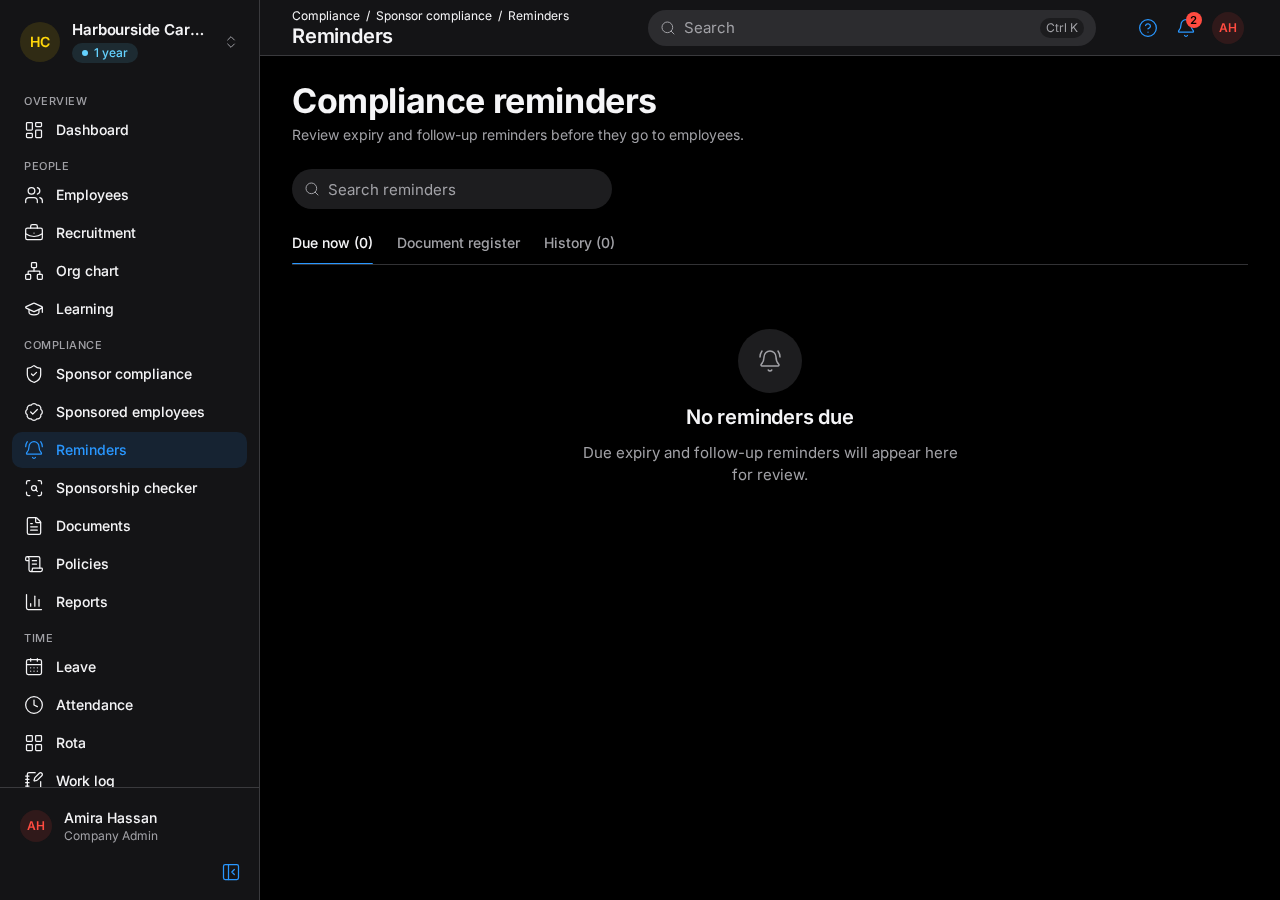 HC
Harbourside Car...
1 year
OVERVIEW
Dashboard
PEOPLE
Employees
Recruitment
Org chart
Learning
COMPLIANCE
Sponsor compliance
Sponsored employees
Reminders
Sponsorship checker
Documents
Policies
Reports
TIME
Leave
Attendance
Rota
Work log
AH
Amira Hassan
Company Admin
Compliance / Sponsor compliance / Reminders
Reminders
Search
Ctrl K
2
AH
Compliance reminders
Review expiry and follow-up reminders before they go to employees.
Search reminders
Due now (0)
Document register
History (0)
No reminders due
Due expiry and follow-up reminders will appear here
for review.